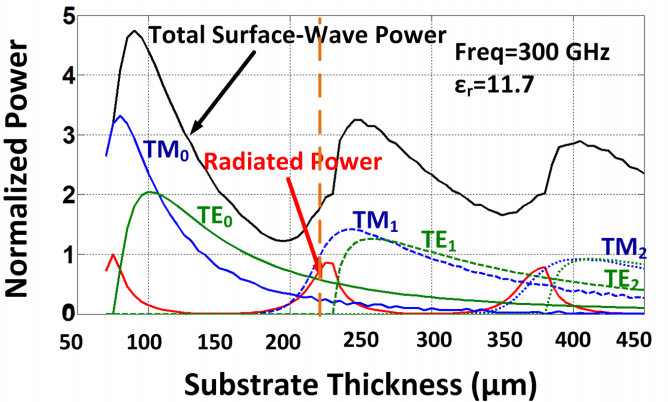 5
4
3
2
1
0
Normalized Power
Total Surface-Wave Power
Freq=300 GHz
εr=11.7
TM0
Radiated Power
TE0
TM1
TE1
TM2
TE2
50 100 150 200 250 300 350 400 450
Substrate Thickness (μm)